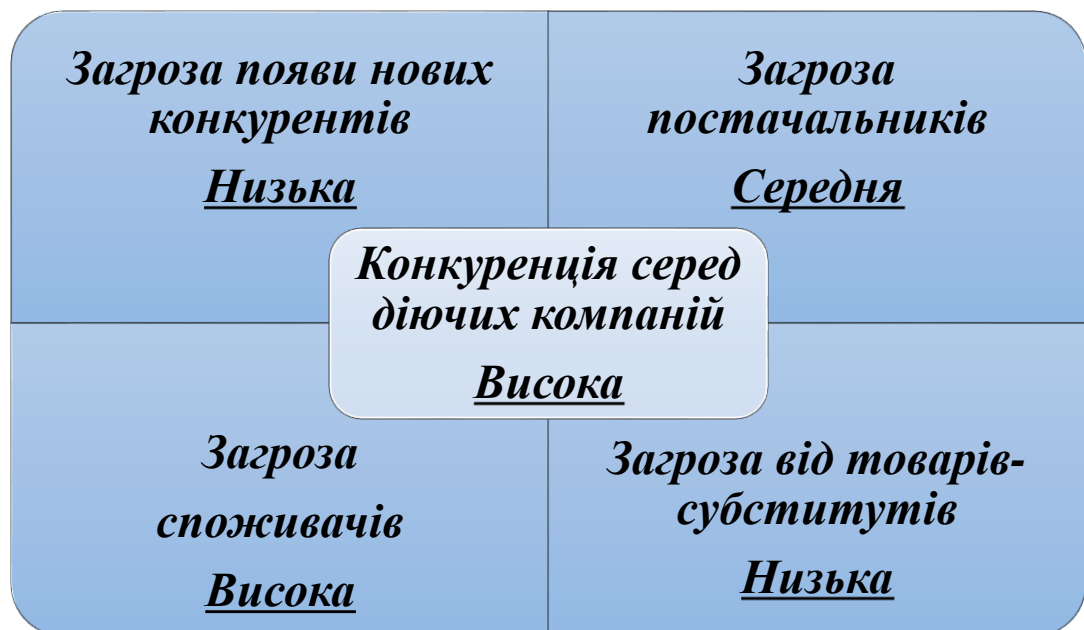 Загроза появи нових
конкурентів
Низька
Загроза
постачальників
Середня
Конкуренція серед
діючих компаній
Висока
Загроза
споживачів
Висока
Загроза від товарів-
субститутів
Низька